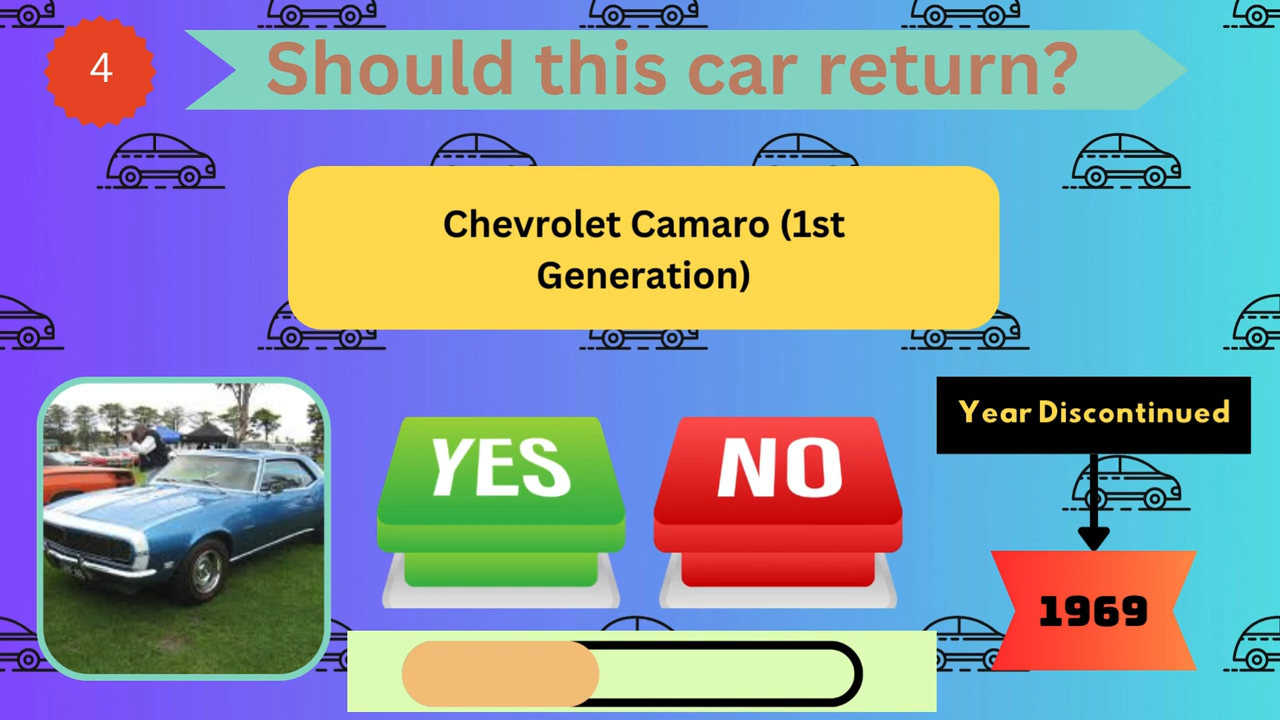 4
Should this car return?
Chevrolet Camaro (1st
Generation)
YES
NO
Year Discontinued
1969